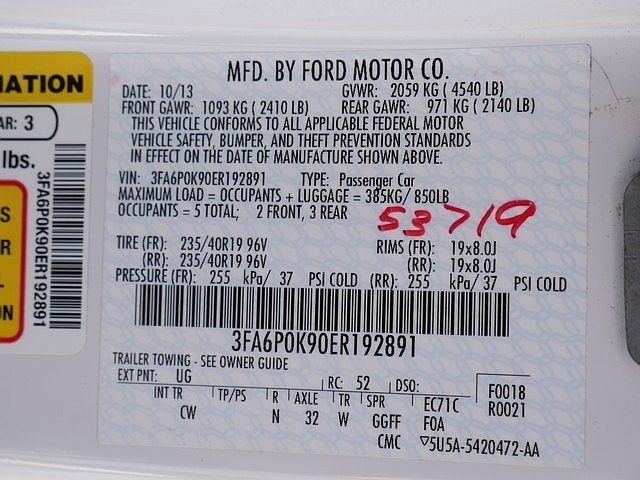 MATION
AR: 3
lbs.
3FA6P0K90ER192891
S
R
L-
ON
MFD. BY FORD MOTOR CO.
DATE: 10/13 GVWR: 2059 KG ( 4540 LB)
FRONT GAWR: 1093 KG ( 2410 LB) REAR GAWR: 971 KG ( 2140 LB)
THIS VEHICLE CONFORMS TO ALL APPLICABLE FEDERAL MOTOR
VEHICLE SAFETY, BUMPER, AND THEFT PREVENTION STANDARDS
IN EFFECT ON THE DATE OF MANUFACTURE SHOWN ABOVE.
VIN: 3FA6P0K90ER192891 TYPE: Passenger Car
MAXIMUM LOAD = OCCUPANTS + LUGGAGE = 385KG/ 850LB
OCCUPANTS = 5 TOTAL; 2 FRONT, 3 REAR
53719
TIRE (FR): 235/40R19 96V RIMS (FR): 19x8.0J
(RR): 235/40R19 96V (RR): 19x8.0J
PRESSURE (FR): 255 kPa/ 37 PSI COLD (RR): 255 kPa/ 37 PSI COLD
3FA6P0K90ER192891
TRAILER TOWING - SEE OWNER GUIDE
EXT PNT: UG RC: 52 DSO: F0018
INT TR TP/PS R AXLE TR SPR EC71C R0021
CW N 32 W GGFF F0A
CMC ▽5U5A-5420472-AA